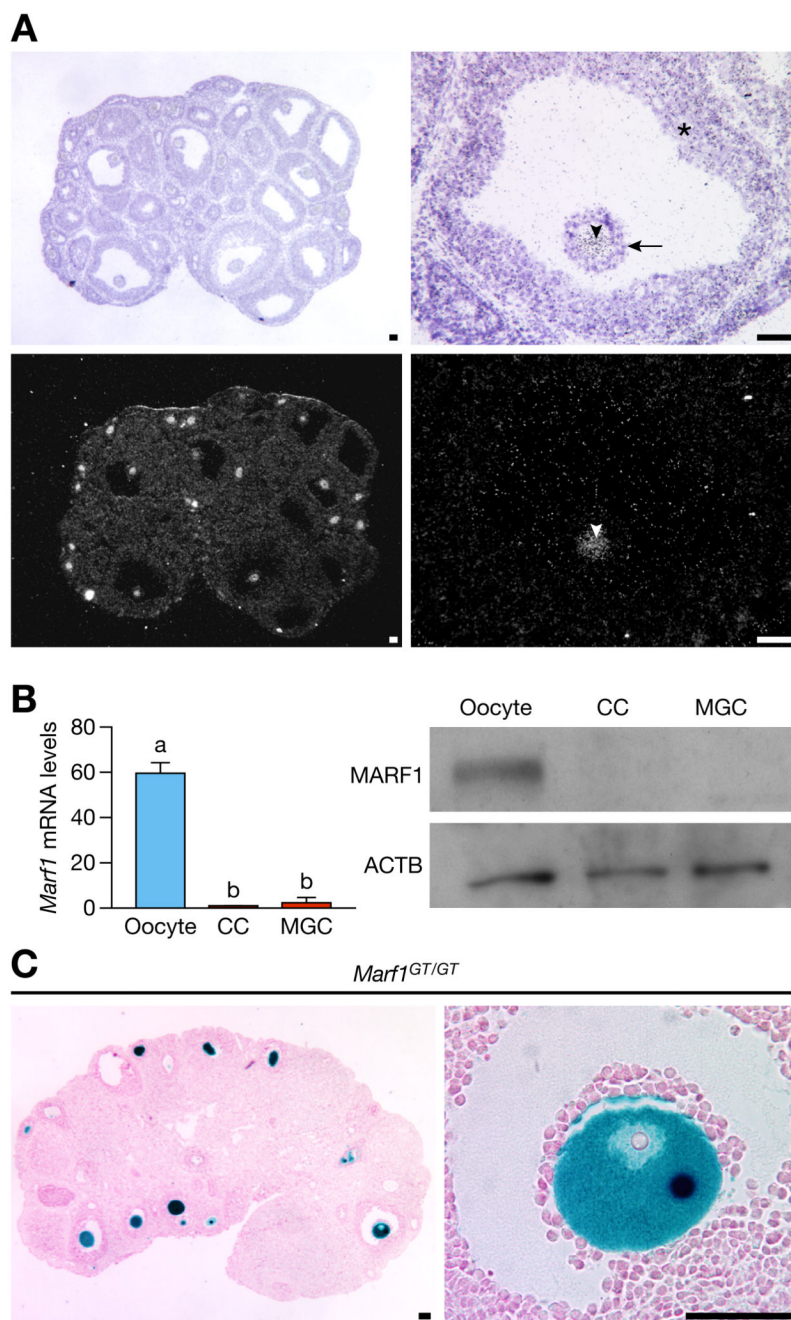 A
*
B
Marf1 mRNA levels
80
60
40
20
0
a
b
b
Oocyte
CC
MGC
Oocyte
CC
MGC
MARF1
ACTB
C
Marf1GT/GT